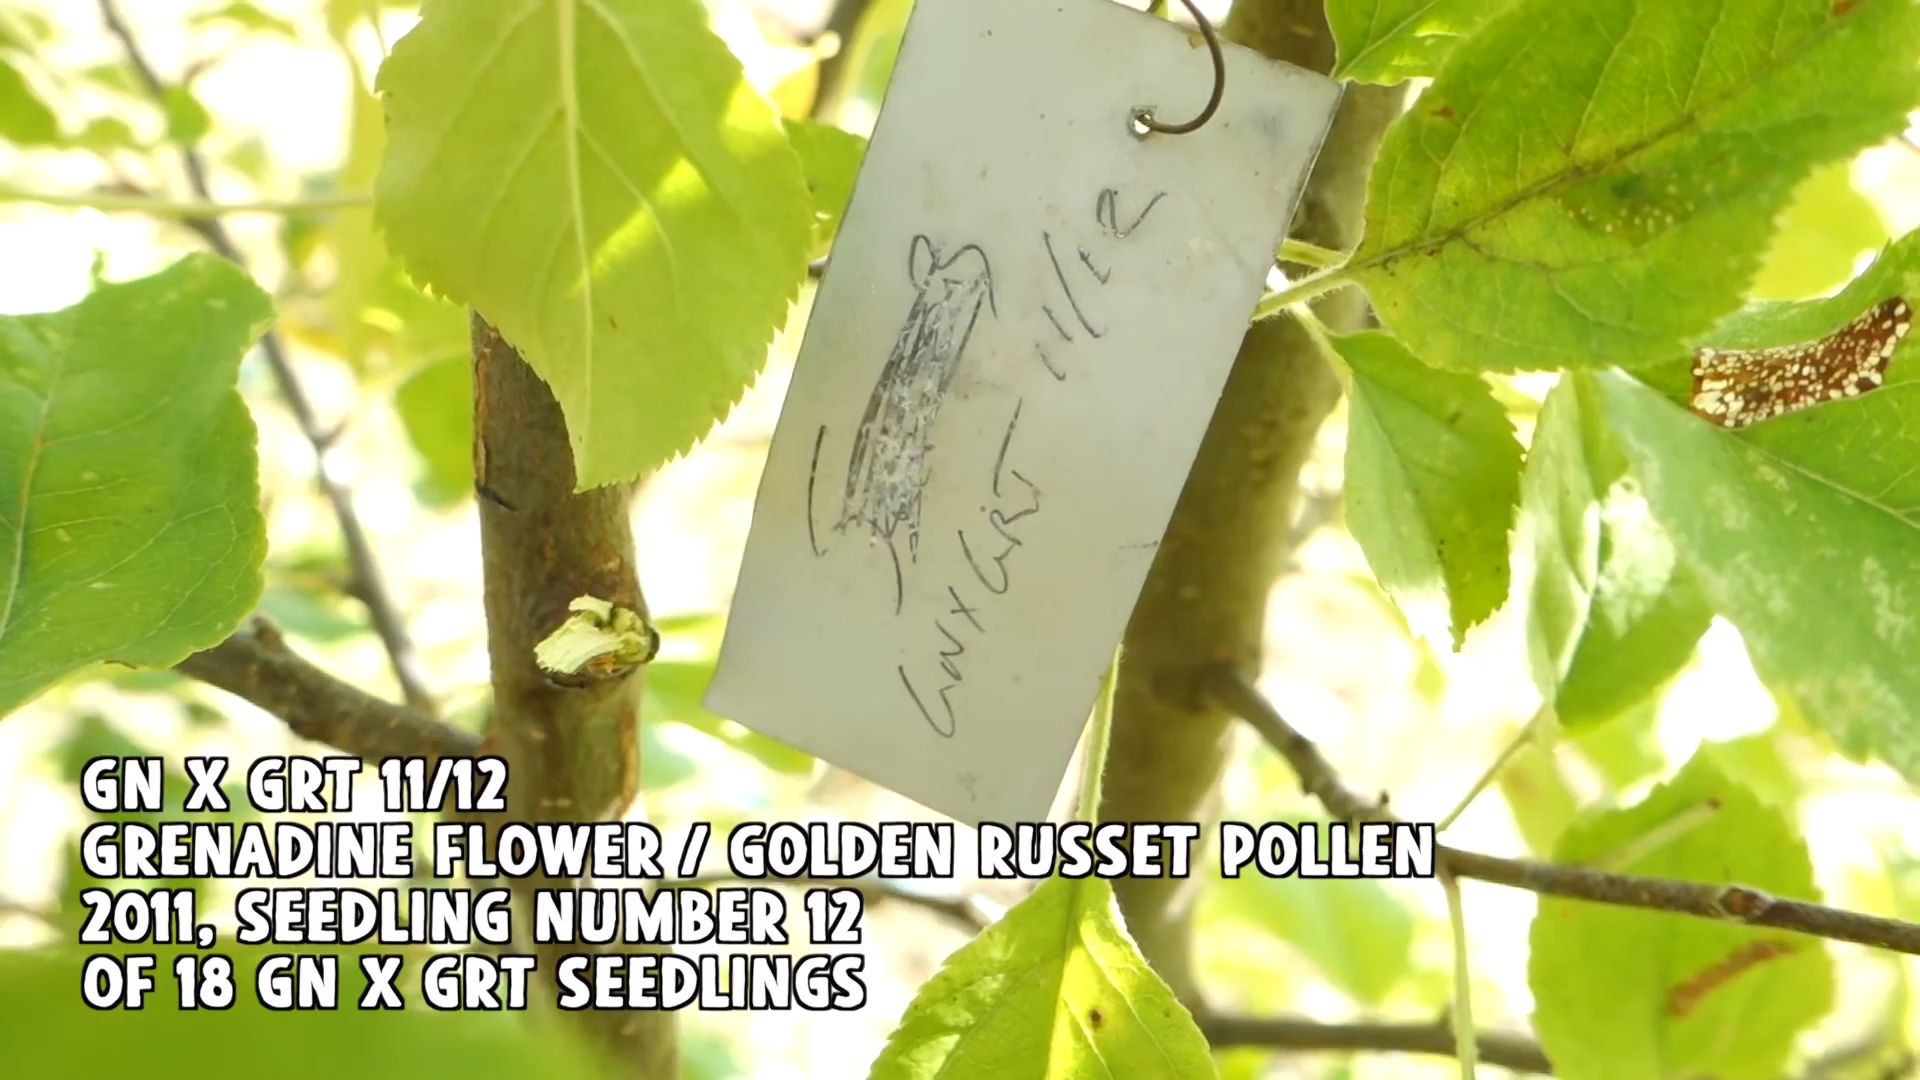 GN X GRT 11/12
GN X GRT 11/12
GRENADINE FLOWER / GOLDEN RUSSET POLLEN
2011, SEEDLING NUMBER 12
OF 18 GN X GRT SEEDLINGS